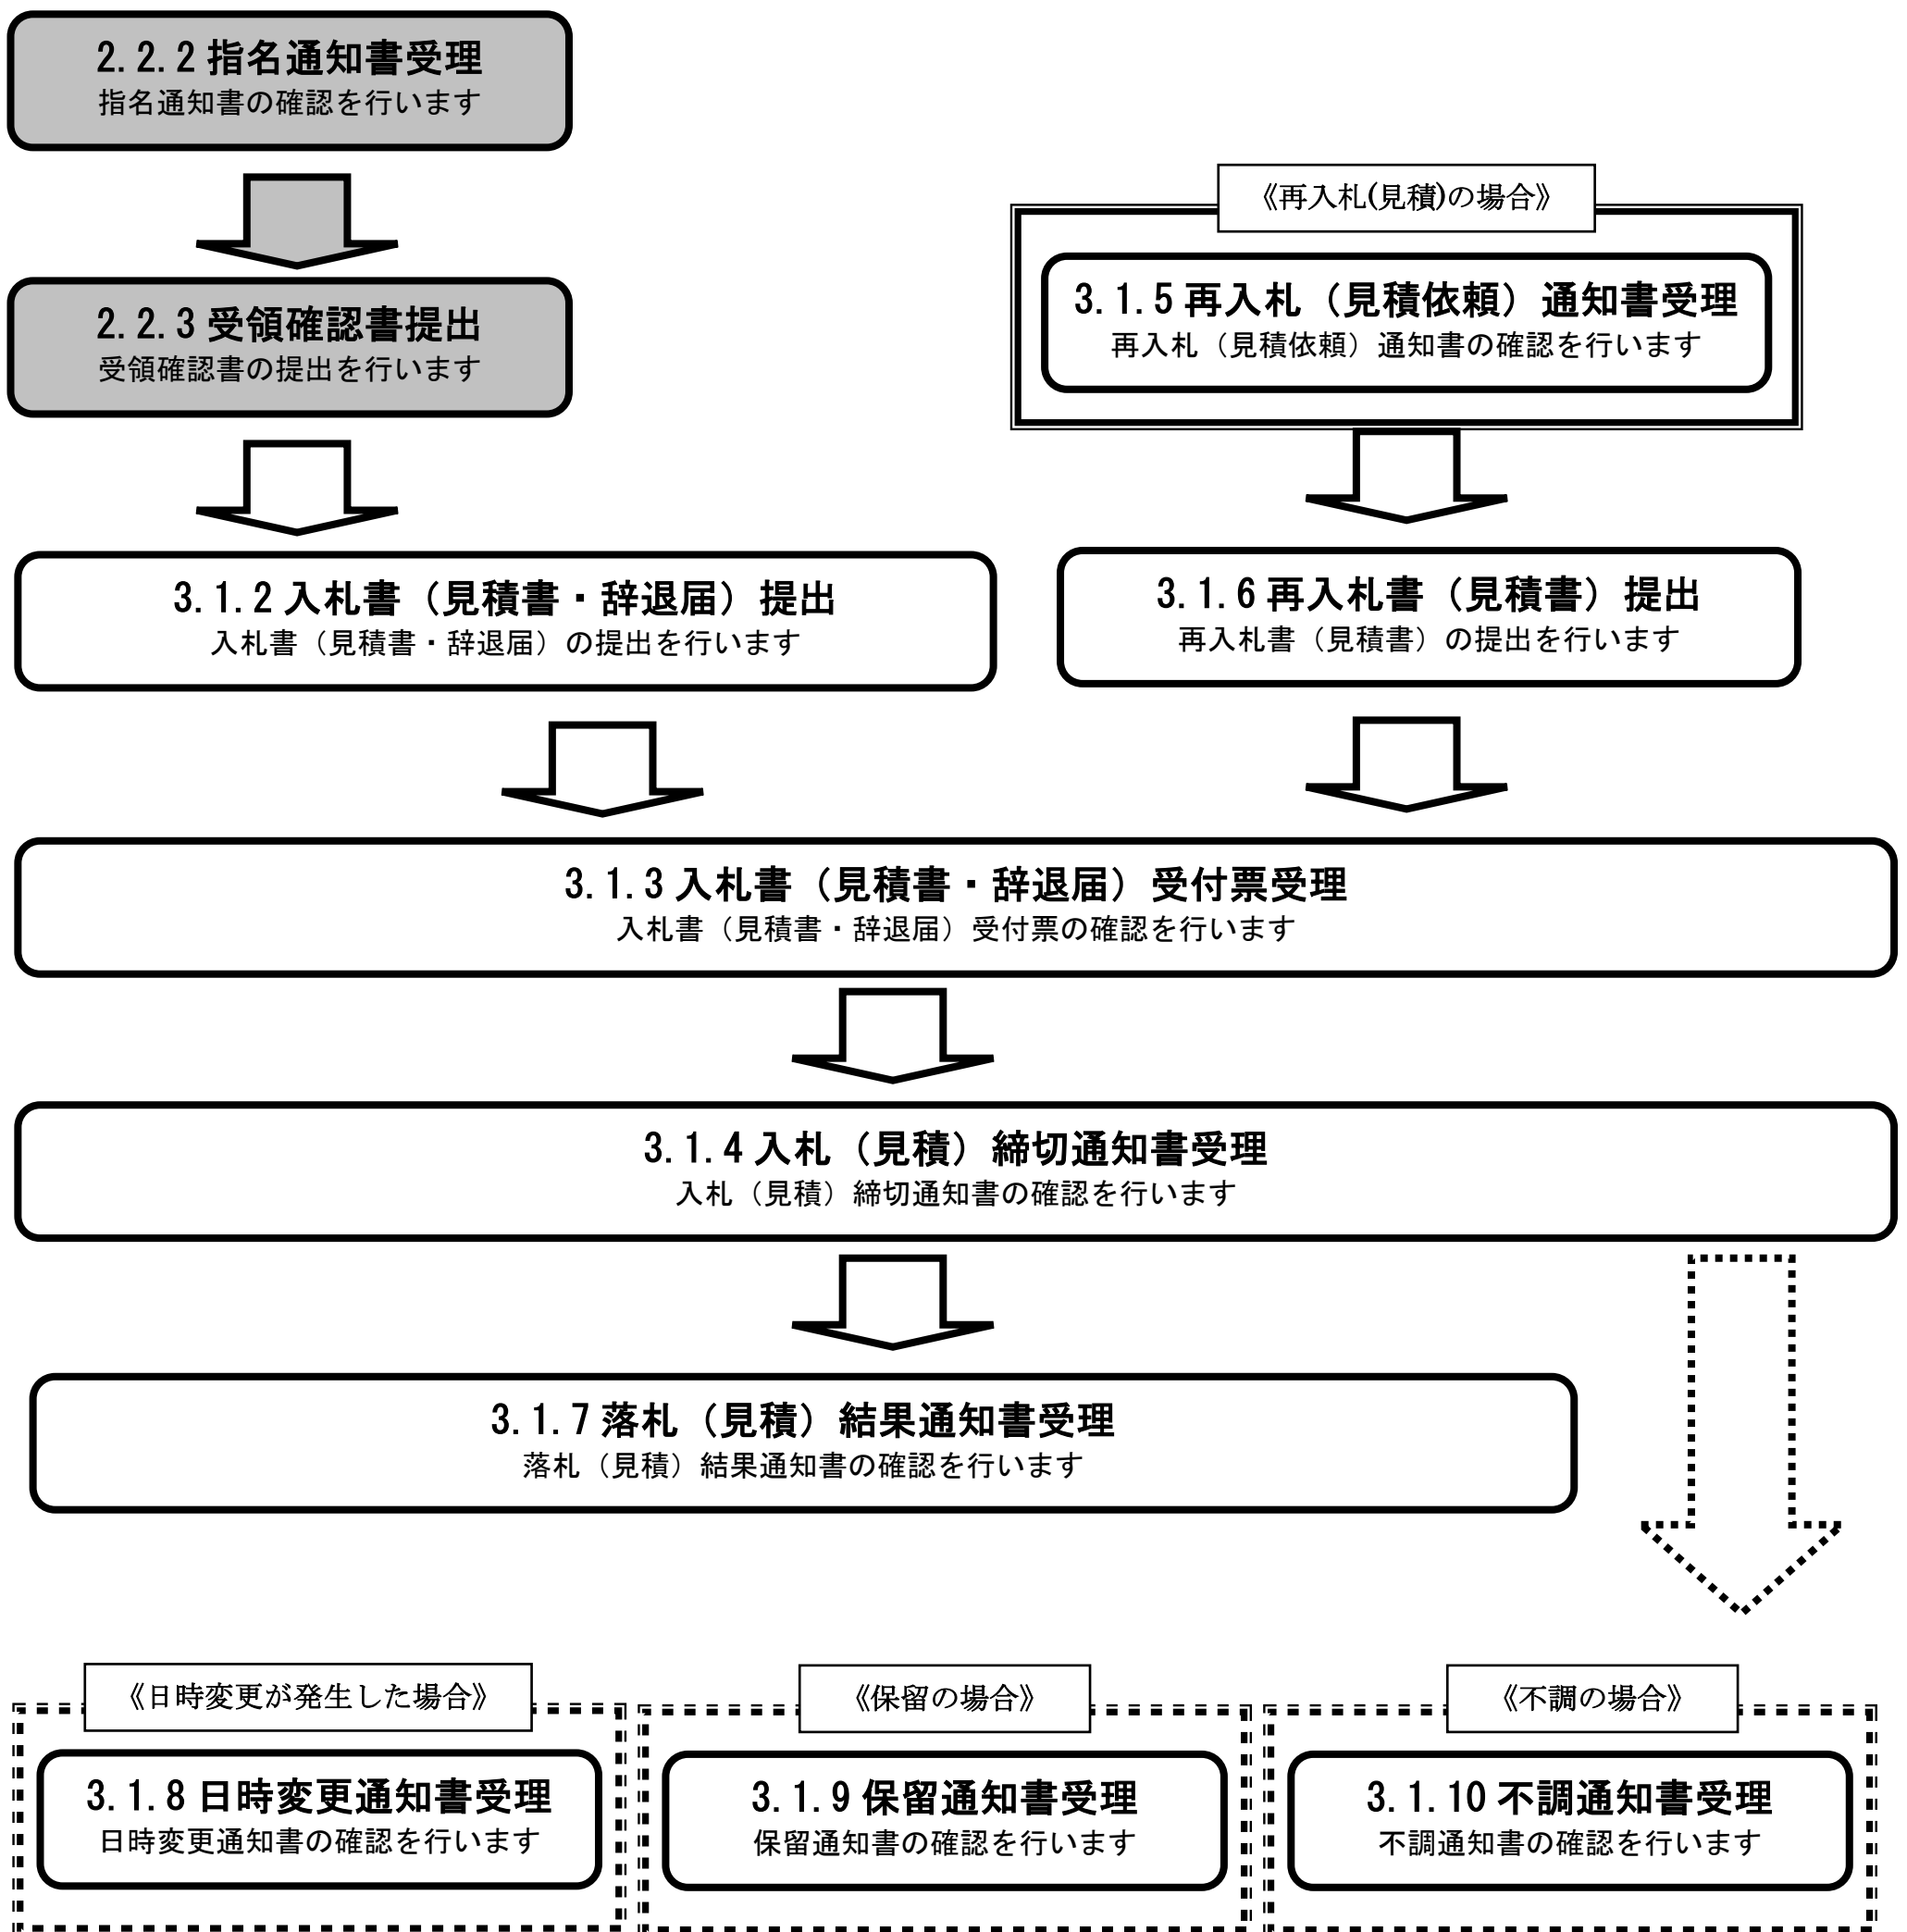 2.2.2 指名通知書受理
指名通知書の確認を行います
2.2.3 受領確認書提出
受領確認書の提出を行います
《再入札(見積)の場合》
3.1.5 再入札（見積依頼）通知書受理
再入札（見積依頼）通知書の確認を行います
3.1.2 入札書（見積書・辞退届）提出
入札書（見積書・辞退届）の提出を行います
3.1.6 再入札書（見積書）提出
再入札書（見積書）の提出を行います
3.1.3 入札書（見積書・辞退届）受付票受理
入札書（見積書・辞退届）受付票の確認を行います
3.1.4 入札（見積）締切通知書受理
入札（見積）締切通知書の確認を行います
3.1.7 落札（見積）結果通知書受理
落札（見積）結果通知書の確認を行います
《日時変更が発生した場合》
3.1.8 日時変更通知書受理
日時変更通知書の確認を行います
《保留の場合》
3.1.9 保留通知書受理
保留通知書の確認を行います
《不調の場合》
3.1.10 不調通知書受理
不調通知書の確認を行います